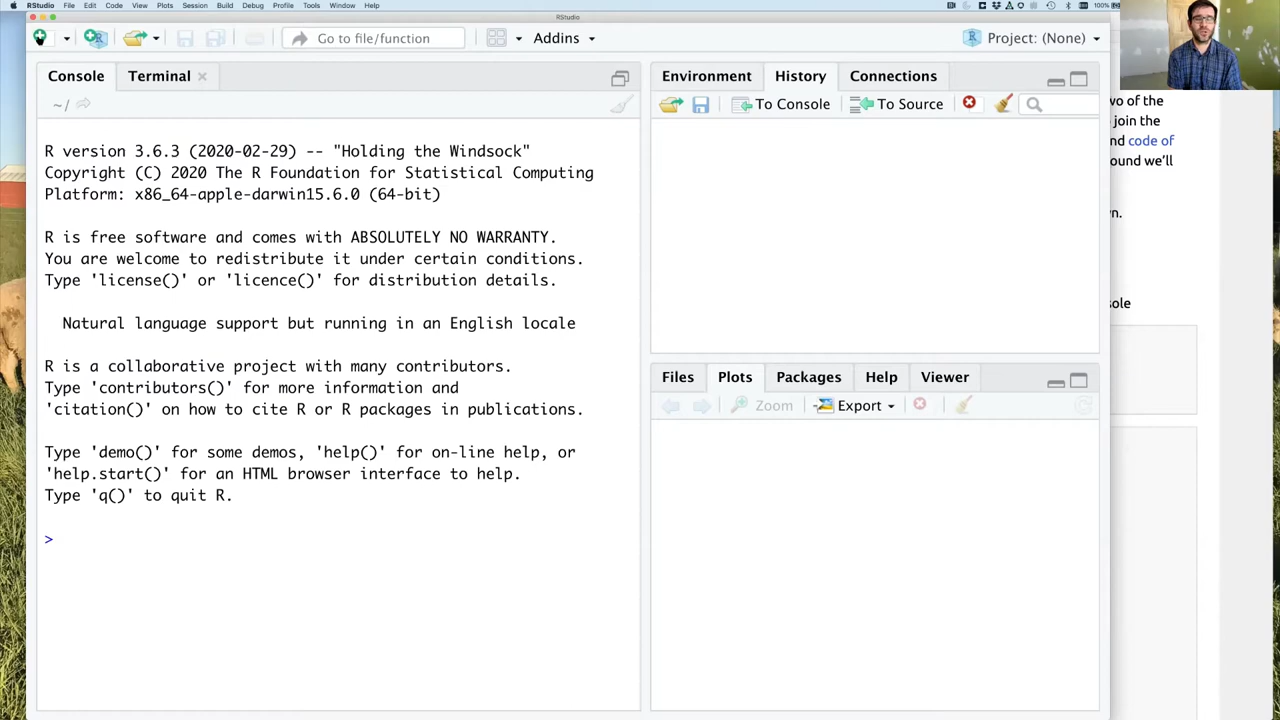 RStudio File Edit Code View Plots Session Build Debug Profile Tools Window Help 100%
RStudio
Go to file/function Addins Project: (None)
Console Terminal
~/
R version 3.6.3 (2020-02-29) -- "Holding the Windsock"
Copyright (C) 2020 The R Foundation for Statistical Computing
Platform: x86_64-apple-darwin15.6.0 (64-bit)
R is free software and comes with ABSOLUTELY NO WARRANTY.
You are welcome to redistribute it under certain conditions.
Type 'license()' or 'licence()' for distribution details.
Natural language support but running in an English locale
R is a collaborative project with many contributors.
Type 'contributors()' for more information and
'citation()' on how to cite R or R packages in publications.
Type 'demo()' for some demos, 'help()' for on-line help, or
'help.start()' for an HTML browser interface to help.
Type 'q()' to quit R.
>
Environment History Connections
To Console To Source
Files Plots Packages Help Viewer
Zoom Export
wo of the
join the
nd code of
ound we'll
n.
sole